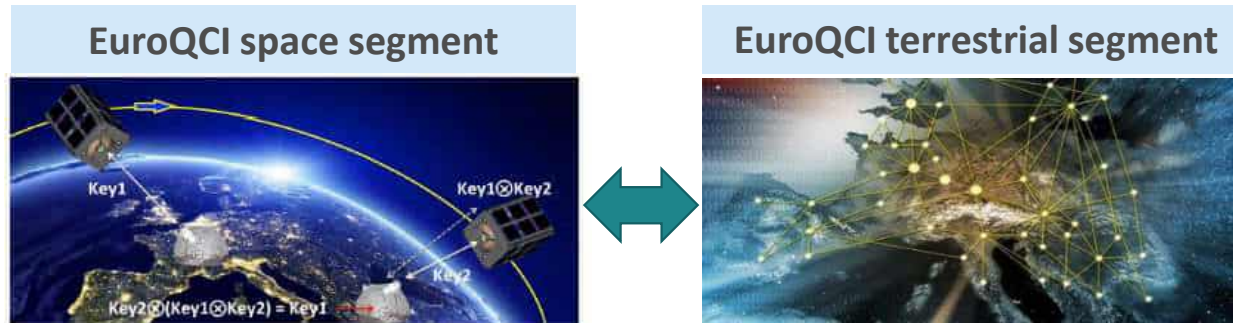 EuroQCI space segment
EuroQCI terrestrial segment
Key1
Key1⊗Key2
Key2
Key2⊗(Key1⊗Key2) = Key1